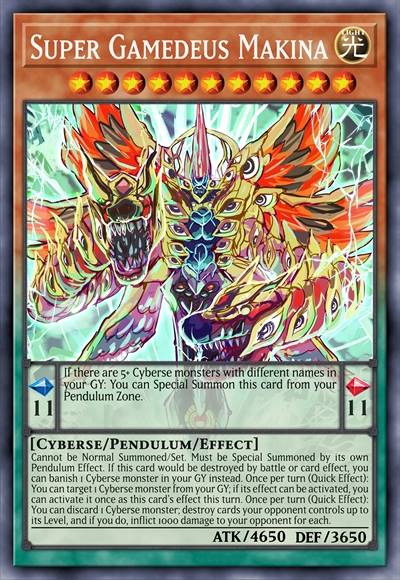 SUPER GAMEDEUS MAKINA
LIGHT
光
If there are 5+ Cyberse monsters with different names in
your GY: You can Special Summon this card from your
Pendulum Zone.
11
11
[CYBERSE/PENDULUM/EFFECT]
Cannot be Normal Summoned/Set. Must be Special Summoned by its own
Pendulum Effect. If this card would be destroyed by battle or card effect, you
can banish 1 Cyberse monster in your GY instead. Once per turn (Quick Effect):
You can target 1 Cyberse monster from your GY; if its effect can be activated, you
can activate it once as this card's effect this turn. Once per turn (Quick Effect):
You can discard 1 Cyberse monster; destroy cards your opponent controls up to
its Level, and if you do, inflict 1000 damage to your opponent for each.
ATK/4650 DEF/3650